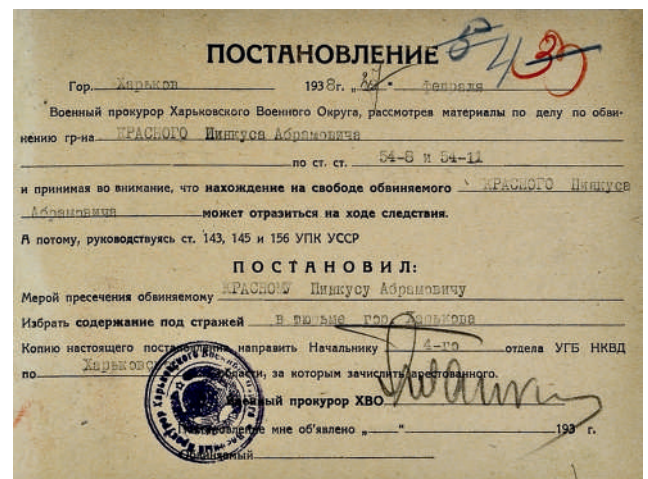 ПОСТАНОВЛЕНИЕ
Гор. Харьков 1938г. „27" февраля
Военный прокурор Харьковского Военного Округа, рассмотрев материалы по делу по обви-
нению гр-на КРАСНОГО Пинкуса Абрамовича
по ст. ст. 54-8 и 54-11
и принимая во внимание, что нахождение на свободе обвиняемого КРАСНОГО Пинкуса
Абрамовича может отразиться на ходе следствия.
А потому, руководствуясь ст. 143, 145 и 156 УПК УССР
ПОСТАНОВИЛ:
Мерой пресечения обвиняемому КРАСНОМУ Пинкусу Абрамовичу
Избрать содержание под стражей в тюрьме гор. Харькова
Копию настоящего постановления направить Начальнику 4-го отдела УГБ НКВД
по Харьковской области, за которым зачислить арестованного.
Военный прокурор ХВО
Постановление мне об'явлено „ " 193 г.
Обвиняемый